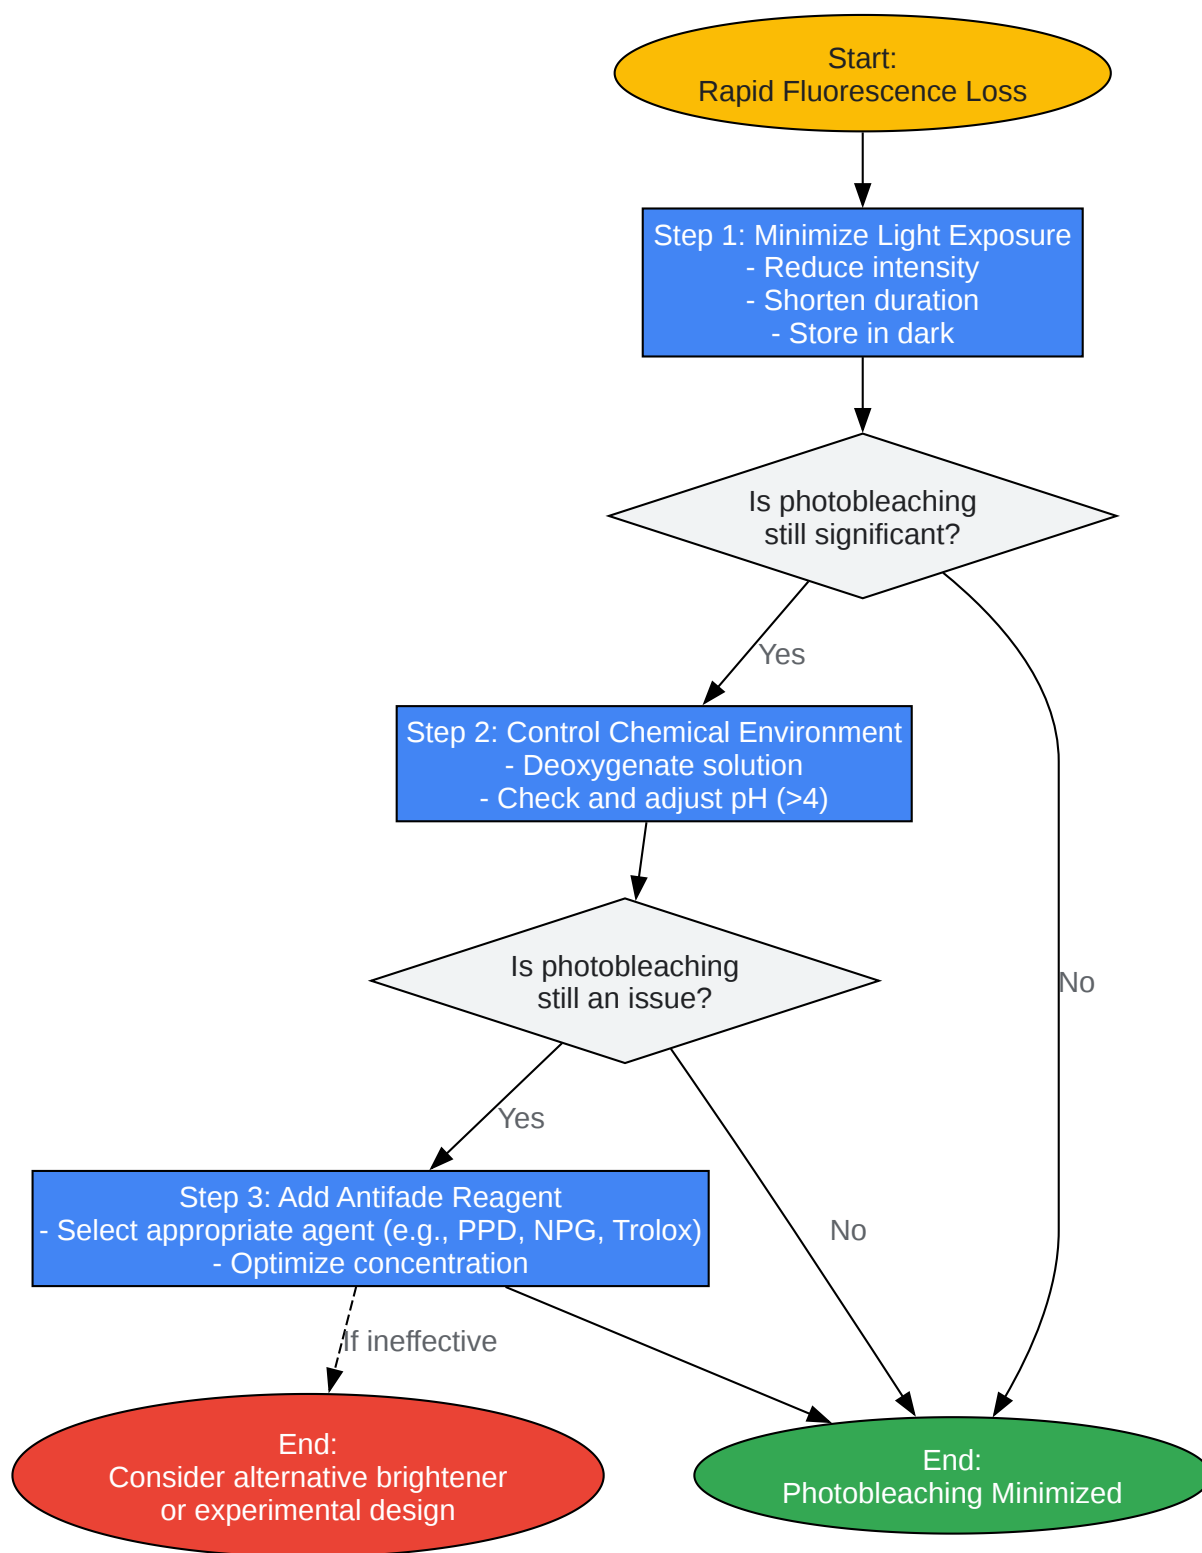 Start:
Rapid Fluorescence Loss
Step 1: Minimize Light Exposure
- Reduce intensity
- Shorten duration
- Store in dark
Is photobleaching
still significant?
Yes
Step 2: Control Chemical Environment
- Deoxygenate solution
- Check and adjust pH (>4)
Is photobleaching
still an issue?
No
Yes
Step 3: Add Antifade Reagent
- Select appropriate agent (e.g., PPD, NPG, Trolox)
- Optimize concentration
No
If ineffective
End:
Consider alternative brightener
or experimental design
End:
Photobleaching Minimized